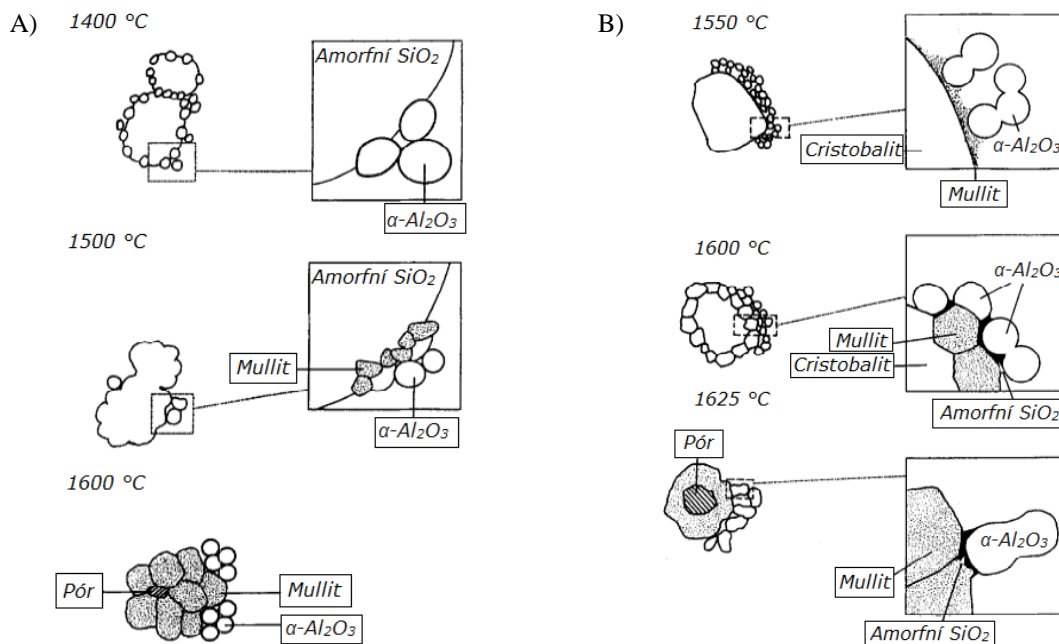 A)
1400 °C
Amorfní SiO₂
α-Al₂O₃
1500 °C
Amorfní SiO₂
Mullit
α-Al₂O₃
1600 °C
Pór
Mullit
α-Al₂O₃
B)
1550 °C
α-Al₂O₃
Cristobalit
Mullit
1600 °C
α-Al₂O₃
Mullit
Cristobalit
Amorfní SiO₂
1625 °C
Pór
α-Al₂O₃
Mullit
Amorfní SiO₂